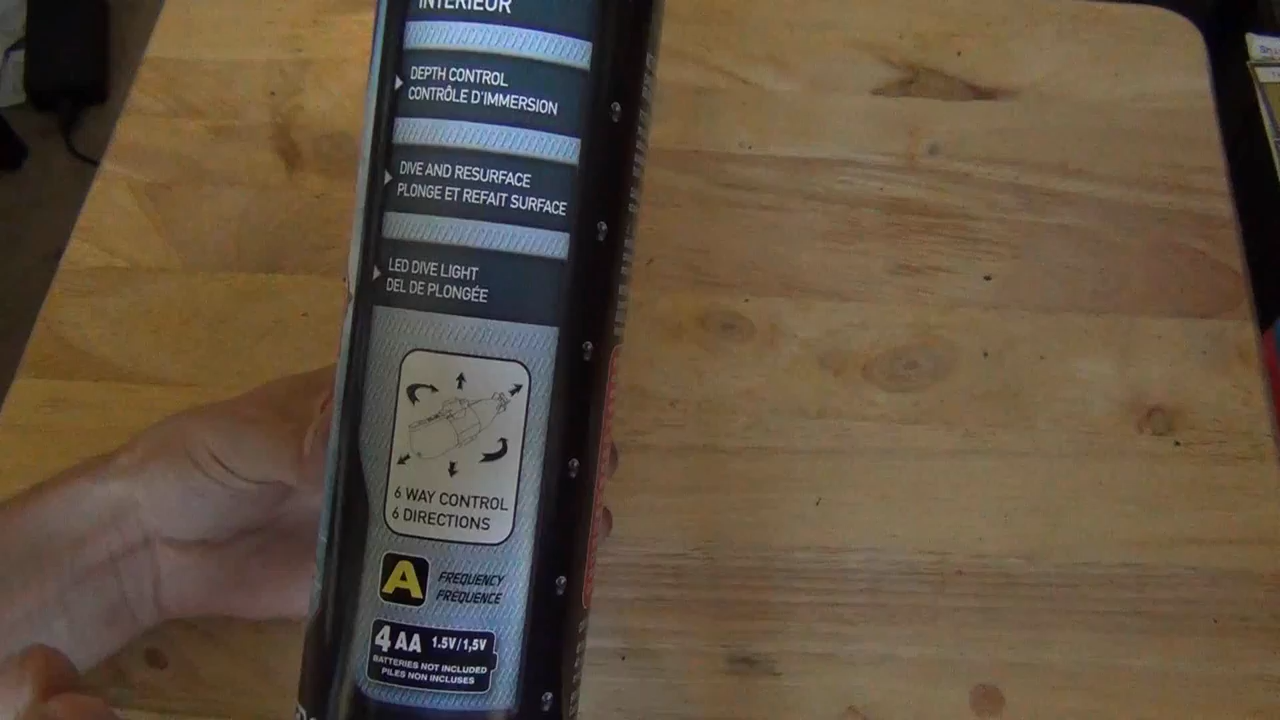 INTÉRIEUR
DEPTH CONTROL
CONTRÔLE D'IMMERSION
DIVE AND RESURFACE
PLONGE ET REFAIT SURFACE
LED DIVE LIGHT
DEL DE PLONGÉE
6 WAY CONTROL
6 DIRECTIONS
A FREQUENCY
FRÉQUENCE
4 AA 1.5V/1,5V
BATTERIES NOT INCLUDED
PILES NON INCLUSES